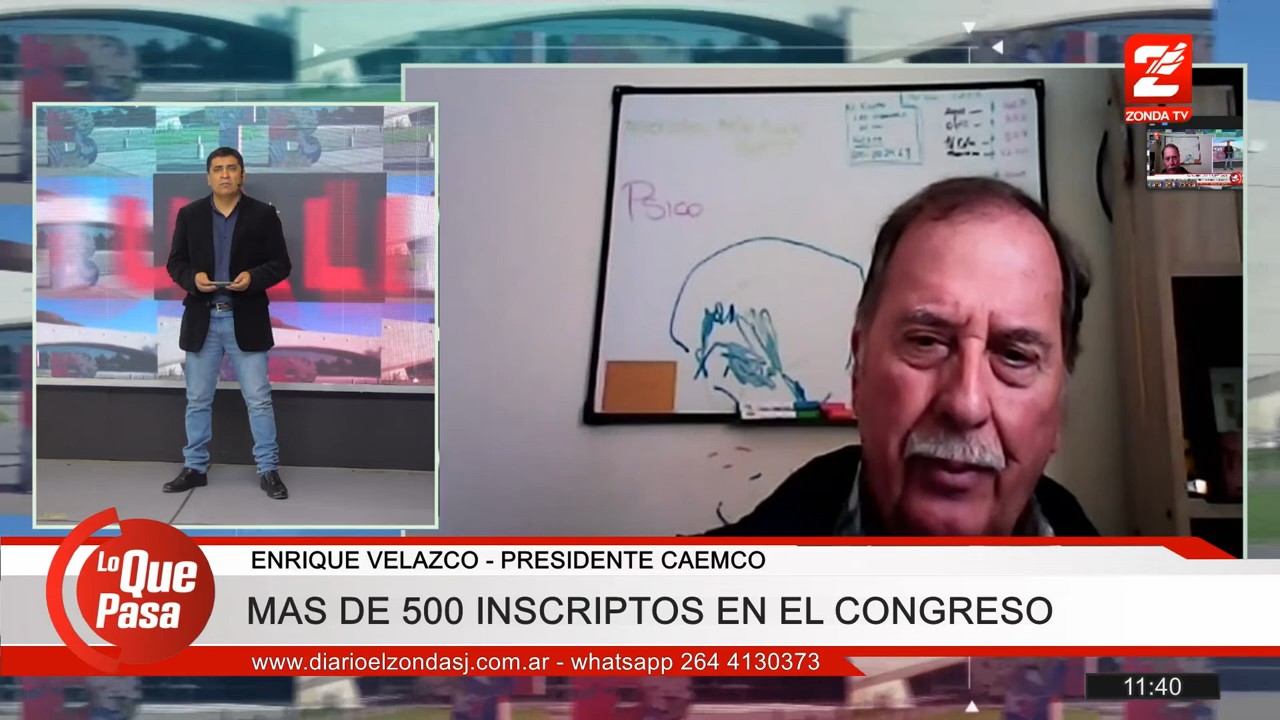 ZONDA TV
Psico
ENRIQUE VELAZCO - PRESIDENTE CAEMCO
Lo Que Pasa
MAS DE 500 INSCRIPTOS EN EL CONGRESO
www.diarioelzondasj.com.ar - whatsapp 264 4130373
11:40